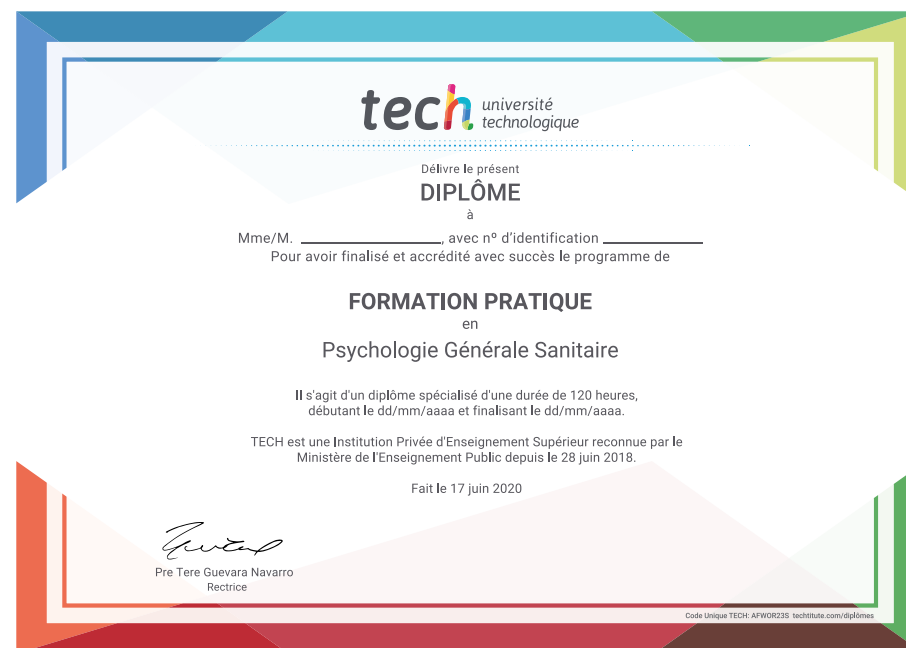 tech université
technologique
Délivre le présent
DIPLÔME
à
Mme/M. ____________________, avec nº d'identification ______________
Pour avoir finalisé et accrédité avec succès le programme de
FORMATION PRATIQUE
en
Psychologie Générale Sanitaire
Il s'agit d'un diplôme spécialisé d'une durée de 120 heures,
débutant le dd/mm/aaaa et finalisant le dd/mm/aaaa.
TECH est une Institution Privée d'Enseignement Supérieur reconnue par le
Ministère de l'Enseignement Public depuis le 28 juin 2018.
Fait le 17 juin 2020
Pre Tere Guevara Navarro
Rectrice
Code Unique TECH: AFWOR23S techtitute.com/diplômes